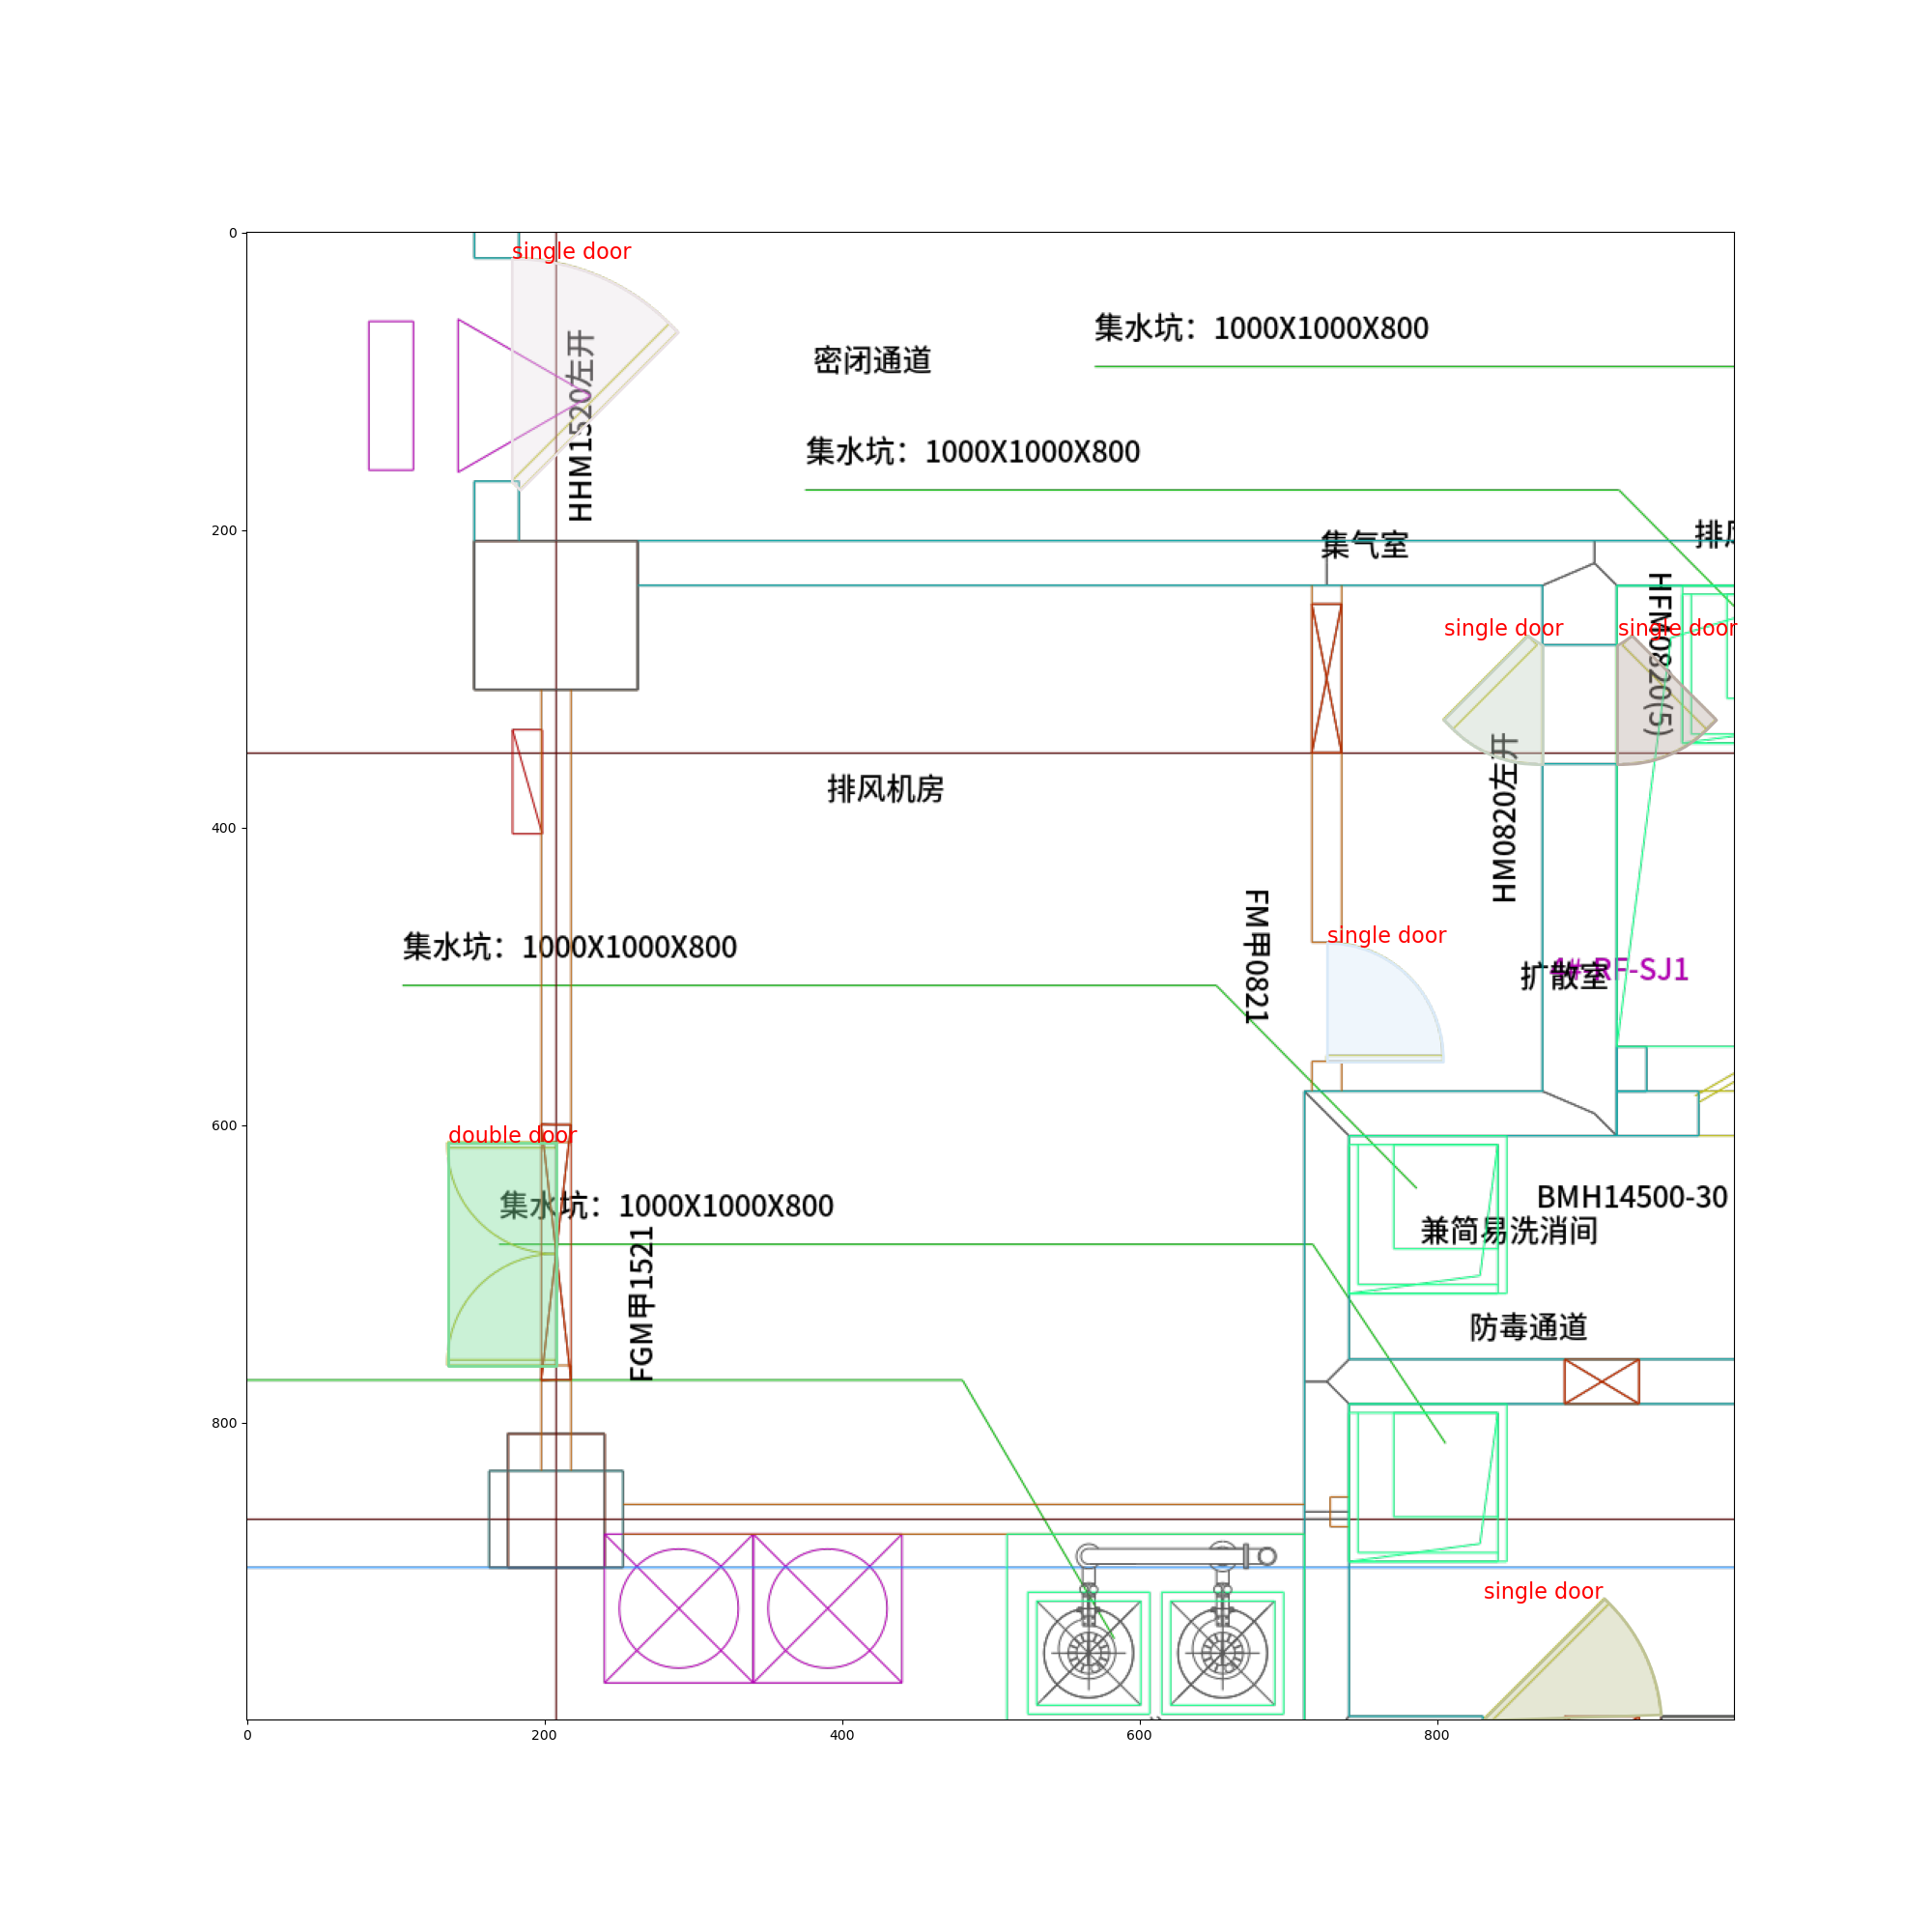 0
single door
集水坑：1000X1000X800
密闭通道
HHM1520左开
集水坑：1000X1000X800
200
集气室
single door
single door
HFM0820(5)
排风机房
HM0820左开
400
FM甲0821
single door
集水坑：1000X1000X800
4#-RF-SJ1
扩散室
600
double door
集水坑：1000X1000X800
BMH14500-30
兼简易洗消间
FGM甲1521
防毒通道
800
single door
0
200
400
600
800